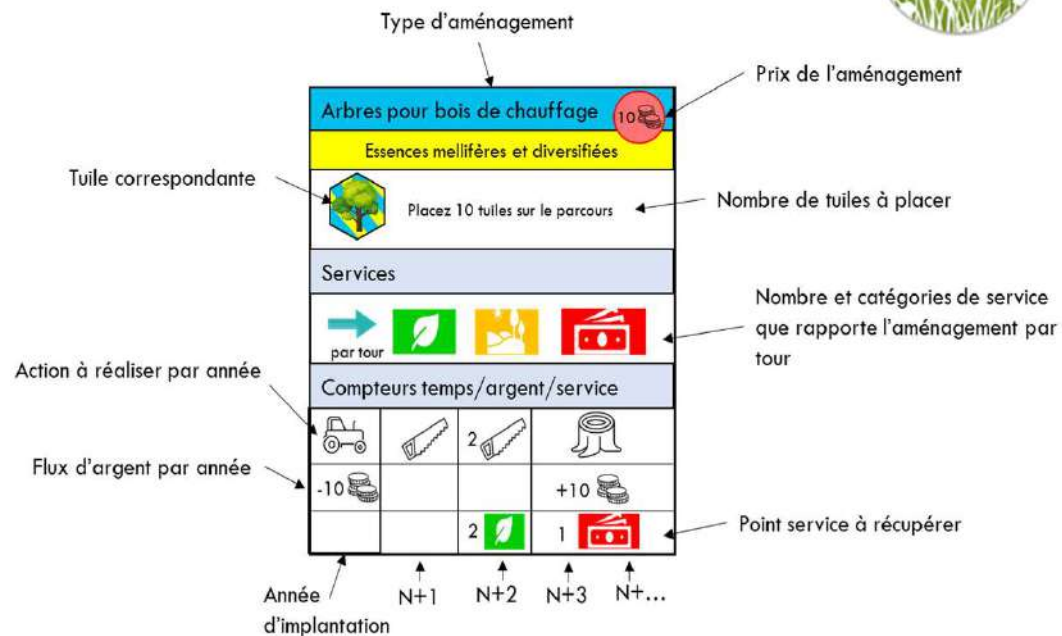 Type d'aménagement
Prix de l'aménagement
Arbres pour bois de chauffage
10
Essences mellifères et diversifiées
Tuile correspondante
Placez 10 tuiles sur le parcours
Nombre de tuiles à placer
Services
par tour
Nombre et catégories de service
que rapporte l'aménagement par
tour
Action à réaliser par année
Compteurs temps/argent/service
2
Flux d'argent par année
-10
+10
2
1
Point service à récupérer
Année
d'implantation
N+1
N+2
N+3
N+...